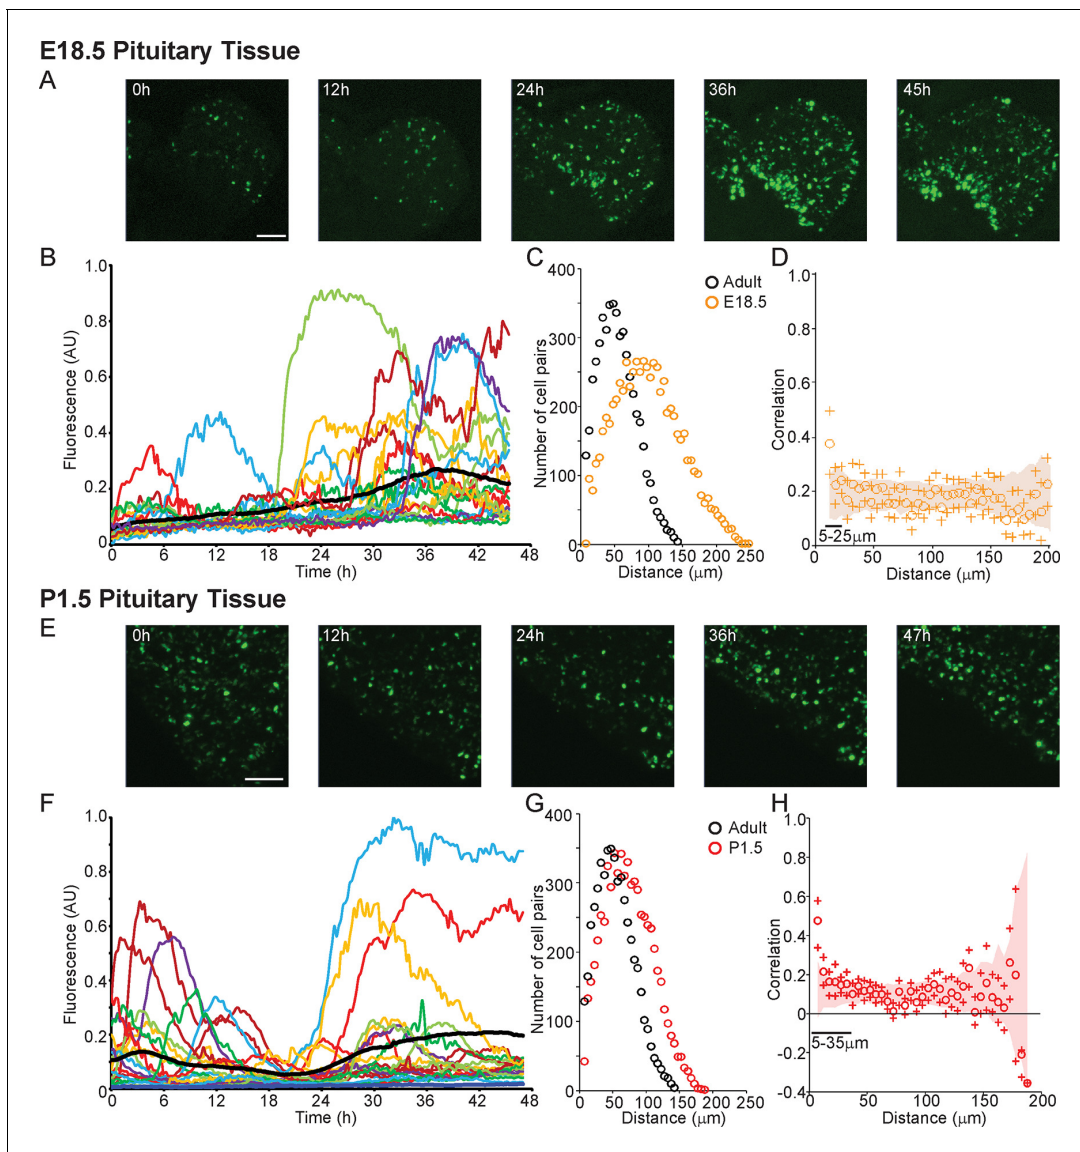 E18.5 Pituitary Tissue
A
0h
12h
24h
36h
45h
B
1.0
0.8
0.6
0.4
0.2
0
Fluorescence (AU)
0
6
12
18
24
30
36
42
48
Time (h)
C
400
300
200
100
0
Number of cell pairs
Adult
E18.5
0
50
100
150
200
250
Distance (μm)
D
1.0
0.8
0.6
0.4
0.2
0
Correlation
5-25μm
0
50
100
150
200
Distance (μm)
P1.5 Pituitary Tissue
E
0h
12h
24h
36h
47h
F
1.0
0.8
0.6
0.4
0.2
0
Fluorescence (AU)
0
6
12
18
24
30
36
42
48
Time (h)
G
400
300
200
100
0
Number of cell pairs
Adult
P1.5
0
50
100
150
200
250
Distance (μm)
H
1.0
0.8
0.6
0.4
0.2
0
-0.2
-0.4
Correlation
5-35μm
0
50
100
150
200
Distance (μm)